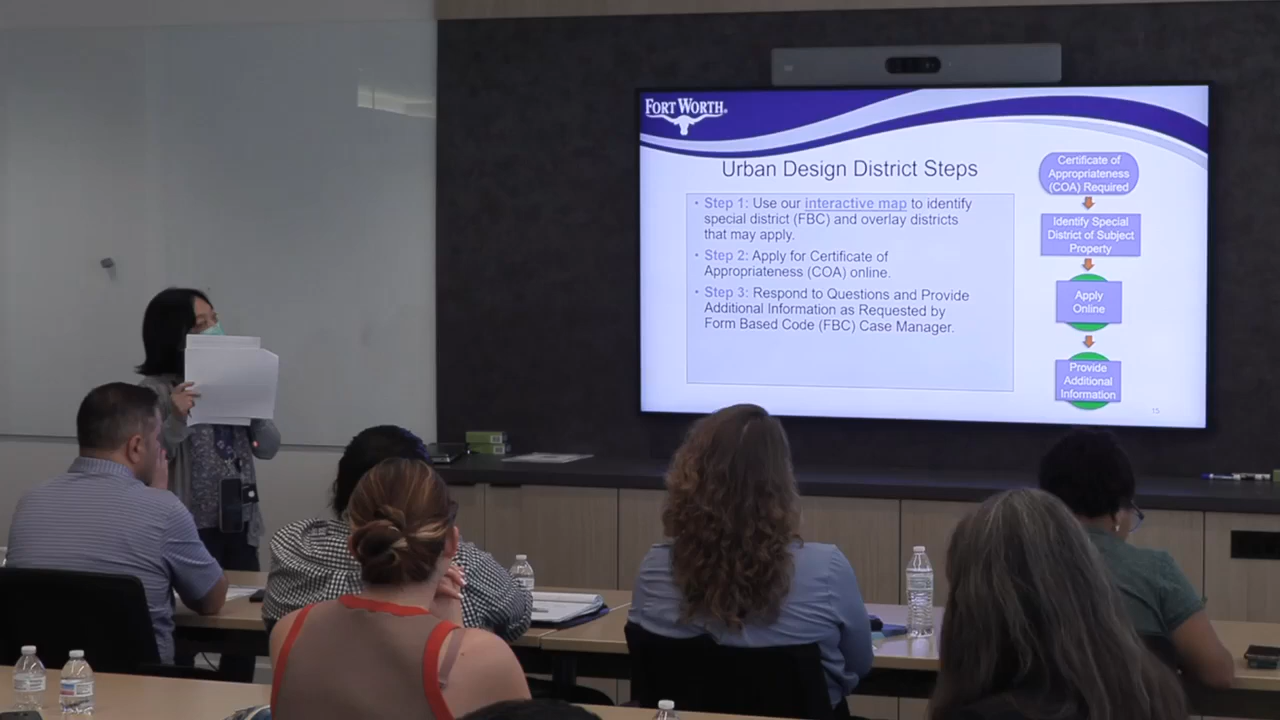 FORT WORTH®
Urban Design District Steps
• Step 1: Use our interactive map to identify
special district (FBC) and overlay districts
that may apply.
• Step 2: Apply for Certificate of
Appropriateness (COA) online.
• Step 3: Respond to Questions and Provide
Additional Information as Requested by
Form Based Code (FBC) Case Manager.
Certificate of
Appropriateness
(COA) Required
Identify Special
District of Subject
Property
Apply
Online
Provide
Additional
Information
15